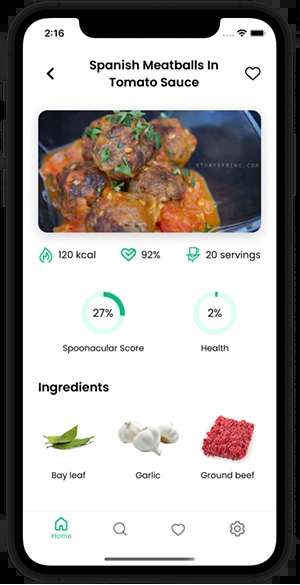 2:16
Spanish Meatballs In
Tomato Sauce
STORYOFBING.COM
120 kcal
92%
20 servings
27%
2%
Spoonacular Score
Health
Ingredients
Bay leaf
Garlic
Ground beef
Home